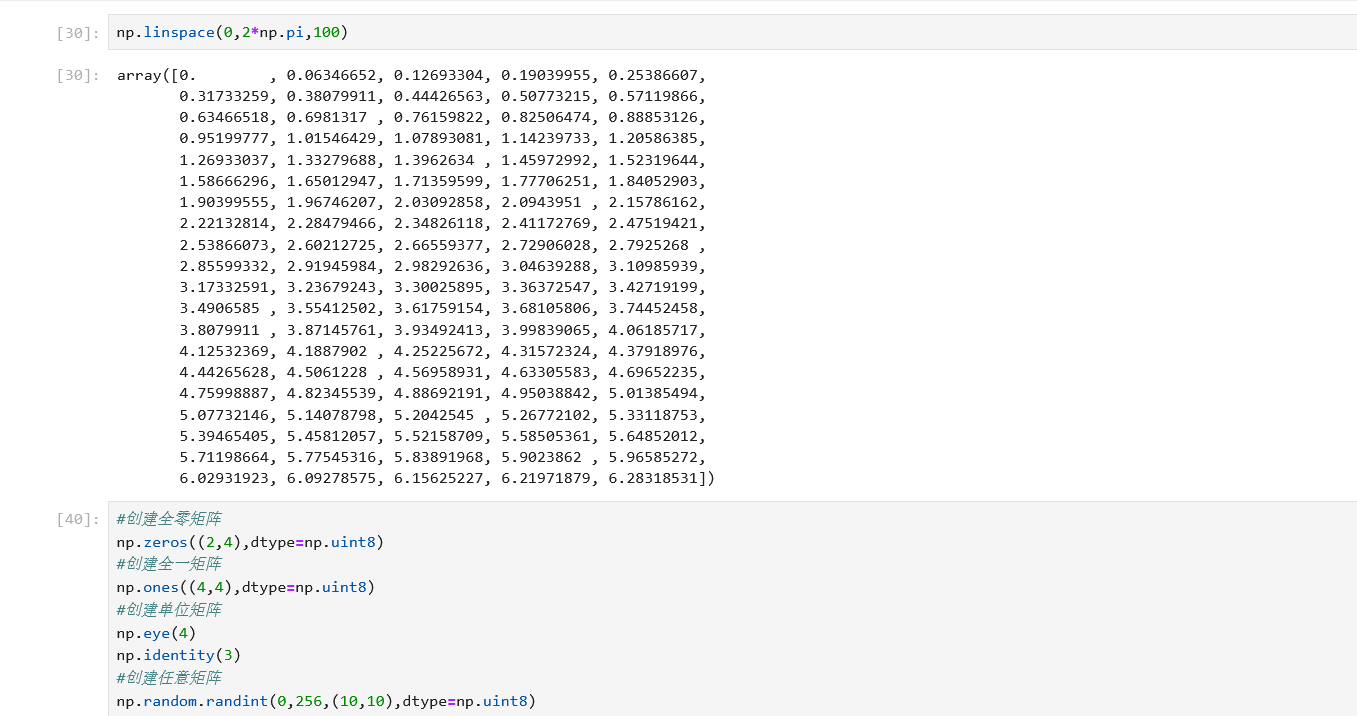 [30]: np.linspace(0,2*np.pi,100)
[30]: array([0.        , 0.06346652, 0.12693304, 0.19039955, 0.25386607,
       0.31733259, 0.38079911, 0.44426563, 0.50773215, 0.57119866,
       0.63466518, 0.6981317 , 0.76159822, 0.82506474, 0.88853126,
       0.95199777, 1.01546429, 1.07893081, 1.14239733, 1.20586385,
       1.26933037, 1.33279688, 1.3962634 , 1.45972992, 1.52319644,
       1.58666296, 1.65012947, 1.71359599, 1.77706251, 1.84052903,
       1.90399555, 1.96746207, 2.03092858, 2.0943951 , 2.15786162,
       2.22132814, 2.28479466, 2.34826118, 2.41172769, 2.47519421,
       2.53866073, 2.60212725, 2.66559377, 2.72906028, 2.7925268 ,
       2.85599332, 2.91945984, 2.98292636, 3.04639288, 3.10985939,
       3.17332591, 3.23679243, 3.30025895, 3.36372547, 3.42719199,
       3.4906585 , 3.55412502, 3.61759154, 3.68105806, 3.74452458,
       3.8079911 , 3.87145761, 3.93492413, 3.99839065, 4.06185717,
       4.12532369, 4.1887902 , 4.25225672, 4.31572324, 4.37918976,
       4.44265628, 4.5061228 , 4.56958931, 4.63305583, 4.69652235,
       4.75998887, 4.82345539, 4.88692191, 4.95038842, 5.01385494,
       5.07732146, 5.14078798, 5.2042545 , 5.26772102, 5.33118753,
       5.39465405, 5.45812057, 5.52158709, 5.58505361, 5.64852012,
       5.71198664, 5.77545316, 5.83891968, 5.9023862 , 5.96585272,
       6.02931923, 6.09278575, 6.15625227, 6.21971879, 6.28318531])
[40]: #创建全零矩阵
np.zeros((2,4),dtype=np.uint8)
#创建全一矩阵
np.ones((4,4),dtype=np.uint8)
#创建单位矩阵
np.eye(4)
np.identity(3)
#创建任意矩阵
np.random.randint(0,256,(10,10),dtype=np.uint8)